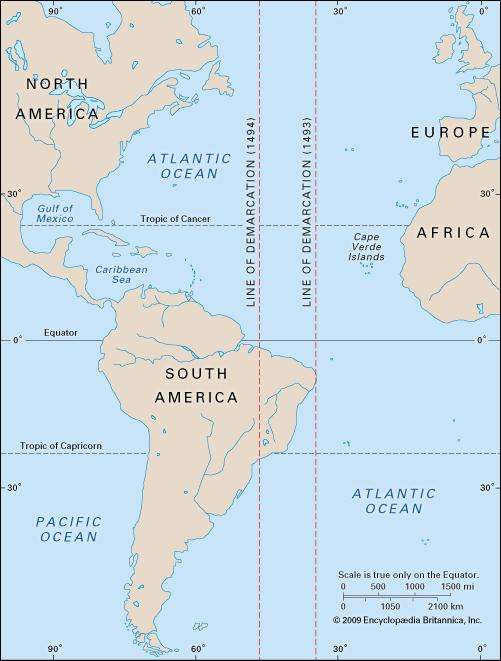 90° 60° 30° 0°
NORTH
AMERICA
EUROPE
ATLANTIC
OCEAN
LINE OF DEMARCATION (1494)
LINE OF DEMARCATION (1493)
30° 30°
Gulf of
Mexico
Tropic of Cancer
AFRICA
Cape
Verde
Islands
Caribbean
Sea
Equator
0° 0°
SOUTH
AMERICA
Tropic of Capricorn
30° 30°
ATLANTIC
OCEAN
PACIFIC
OCEAN
Scale is true only on the Equator.
0 500 1000 1500 mi
0 1050 2100 km
© 2009 Encyclopædia Britannica, Inc.
90° 60° 30° 0°